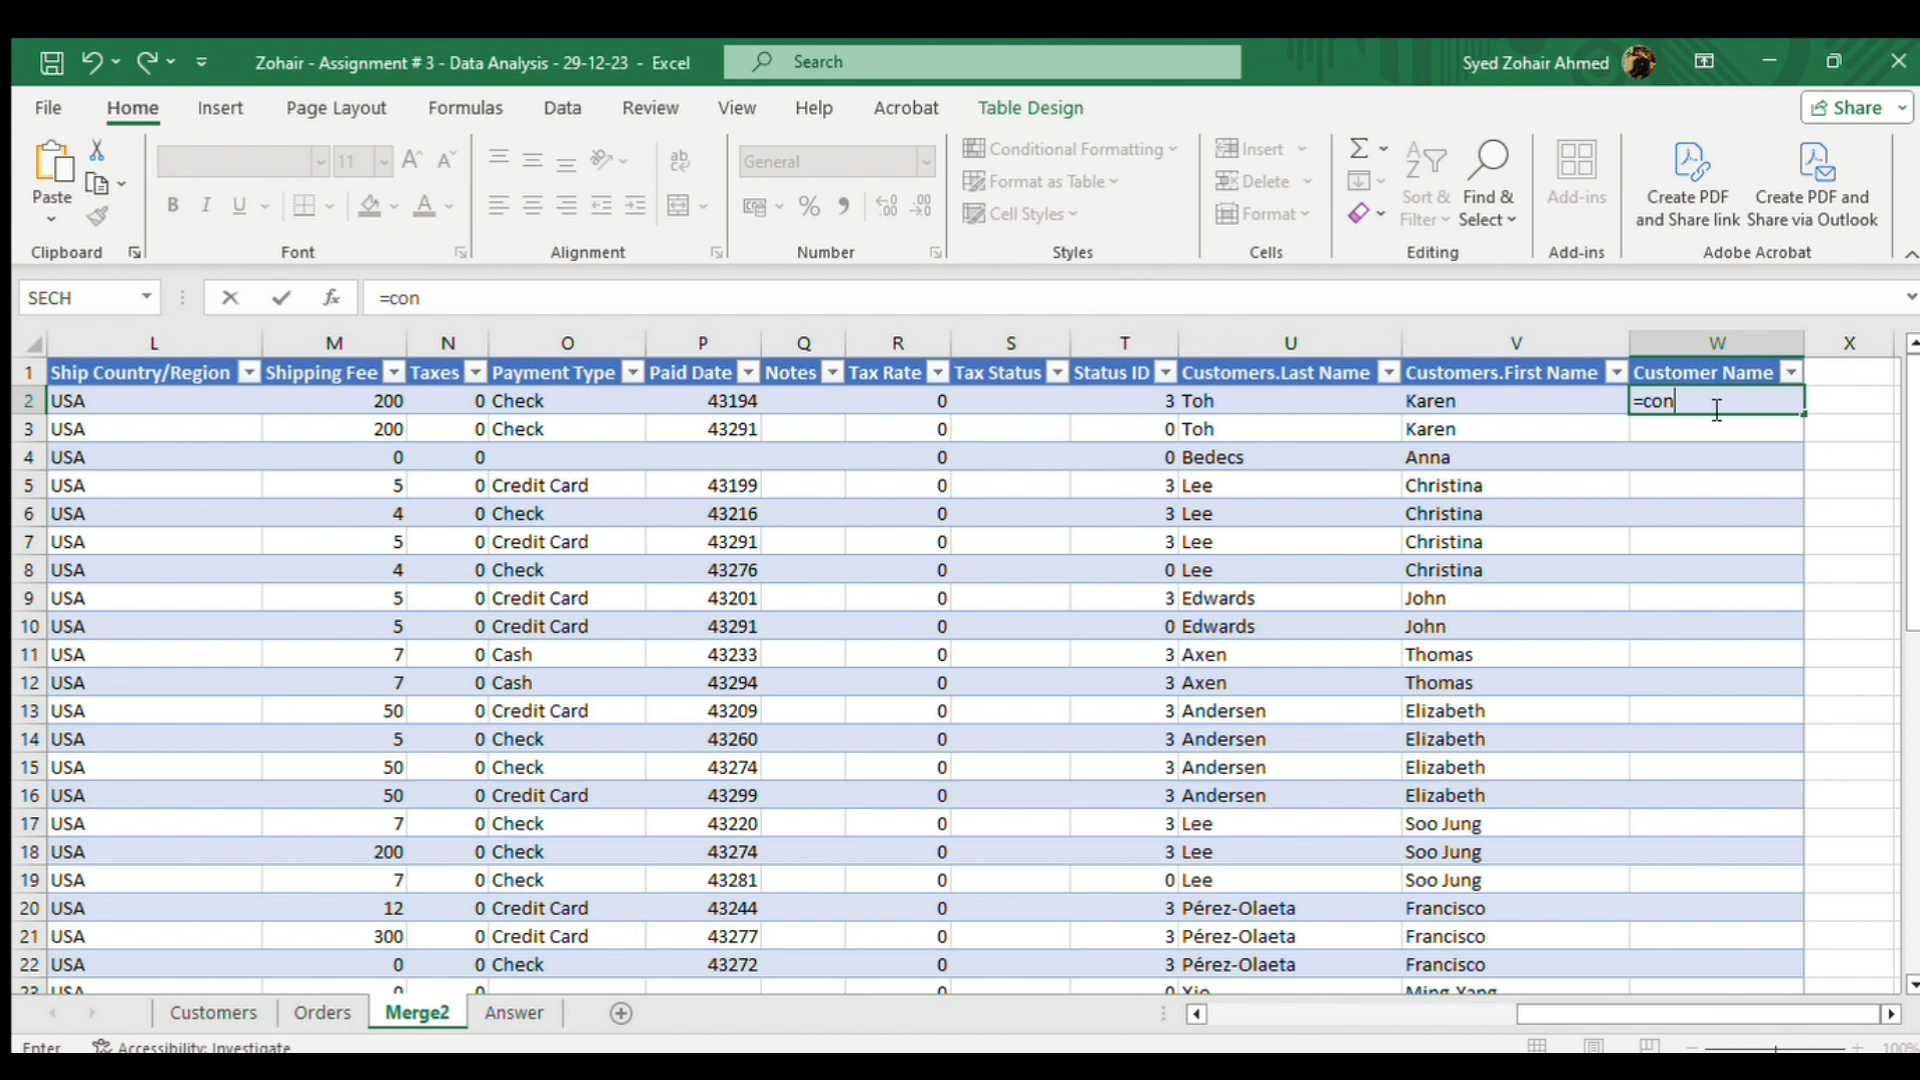 Zohair - Assignment # 3 - Data Analysis - 29-12-23 - Excel Search Syed Zohair Ahmed
File Home Insert Page Layout Formulas Data Review View Help Acrobat Table Design Share
Paste
11
General
Conditional Formatting
Format as Table
Cell Styles
Insert
Delete
Format
Sort & Filter
Find & Select
Add-ins
Create PDF and Share link
Create PDF and Share via Outlook
Clipboard Font Alignment Number Styles Cells Editing Add-ins Adobe Acrobat
SECH fx =con
L M N O P Q R S T U V W X
1 Ship Country/Region Shipping Fee Taxes Payment Type Paid Date Notes Tax Rate Tax Status Status ID Customers.Last Name Customers.First Name Customer Name
2 USA 200 0 Check 43194 0 3 Toh Karen =con
3 USA 200 0 Check 43291 0 0 Toh Karen
4 USA 0 0 0 0 Bedecs Anna
5 USA 5 0 Credit Card 43199 0 3 Lee Christina
6 USA 4 0 Check 43216 0 3 Lee Christina
7 USA 5 0 Credit Card 43291 0 3 Lee Christina
8 USA 4 0 Check 43276 0 0 Lee Christina
9 USA 5 0 Credit Card 43201 0 3 Edwards John
10 USA 5 0 Credit Card 43291 0 0 Edwards John
11 USA 7 0 Cash 43233 0 3 Axen Thomas
12 USA 7 0 Cash 43294 0 3 Axen Thomas
13 USA 50 0 Credit Card 43209 0 3 Andersen Elizabeth
14 USA 5 0 Check 43260 0 3 Andersen Elizabeth
15 USA 50 0 Check 43274 0 3 Andersen Elizabeth
16 USA 50 0 Credit Card 43299 0 3 Andersen Elizabeth
17 USA 7 0 Check 43220 0 3 Lee Soo Jung
18 USA 200 0 Check 43274 0 3 Lee Soo Jung
19 USA 7 0 Check 43281 0 0 Lee Soo Jung
20 USA 12 0 Credit Card 43244 0 3 Pérez-Olaeta Francisco
21 USA 300 0 Credit Card 43277 0 3 Pérez-Olaeta Francisco
22 USA 0 0 Check 43272 0 3 Pérez-Olaeta Francisco
23 USA 0 0 0 0 Xie Ming-Yang
Customers Orders Merge2 Answer
Enter Accessibility: Investigate 100%